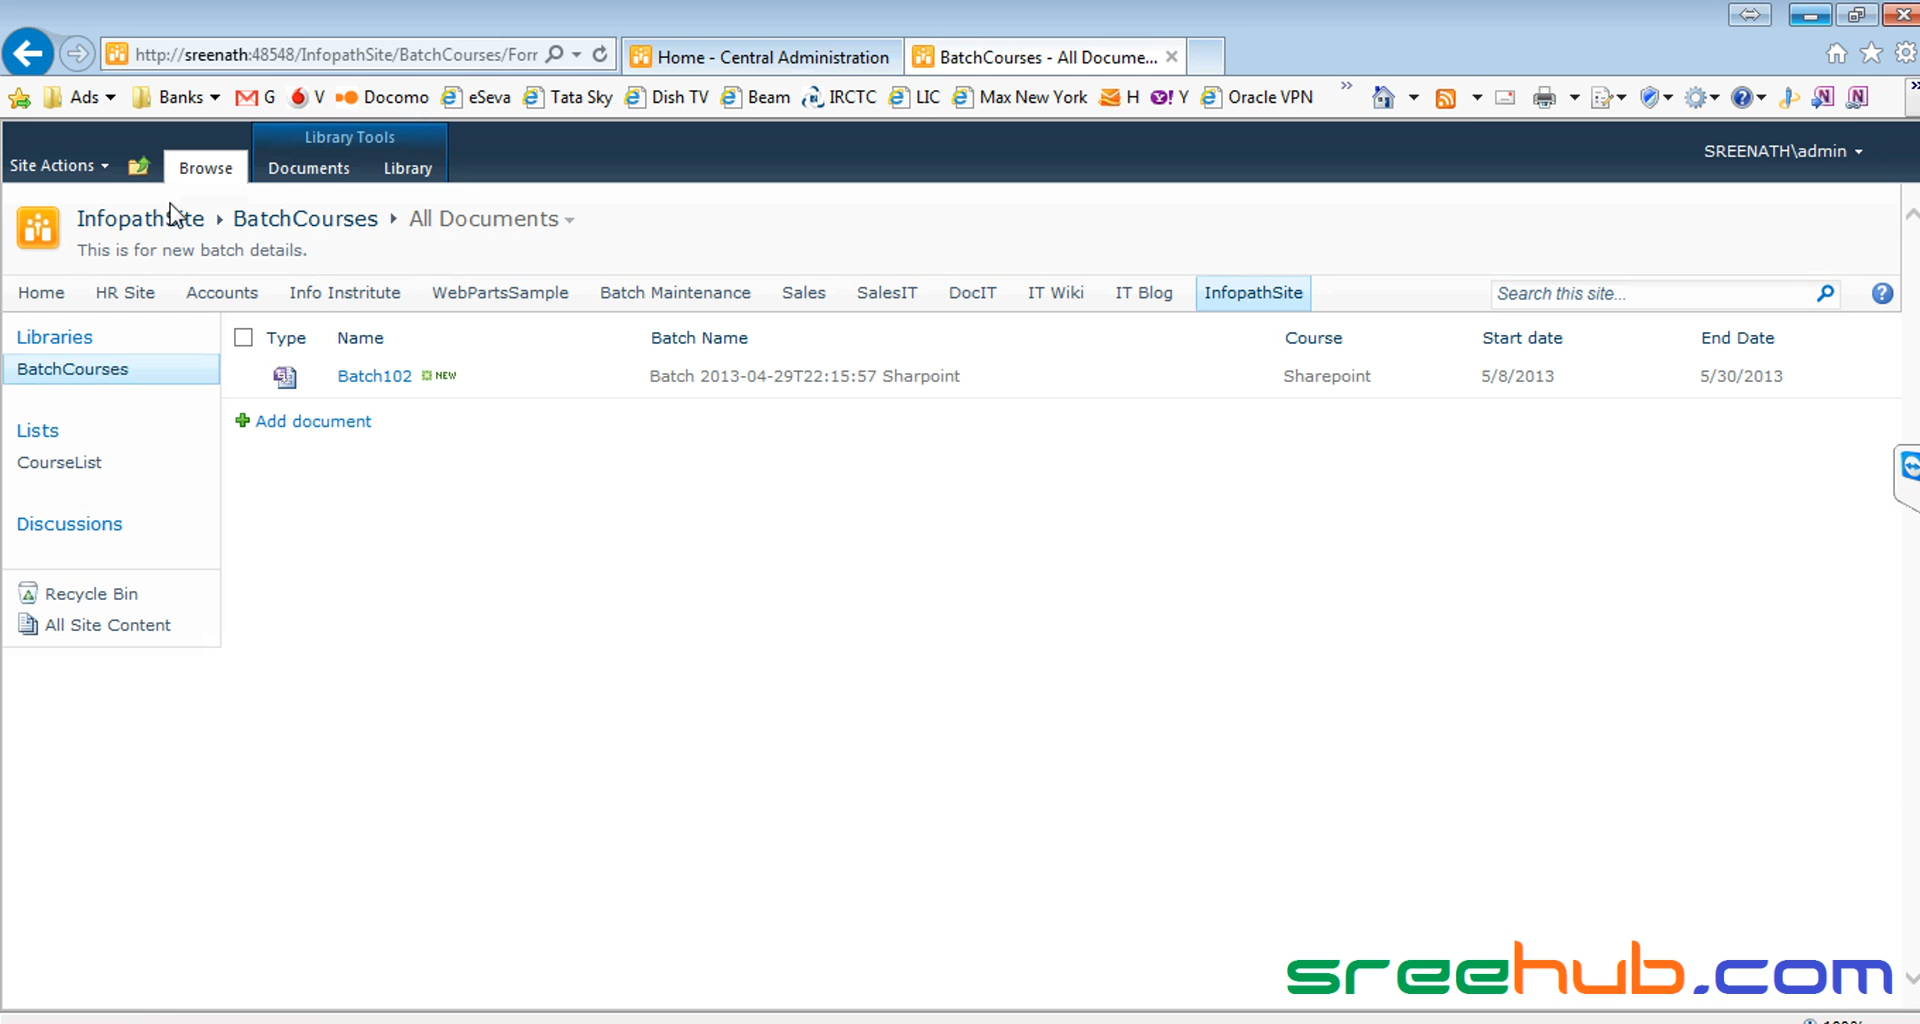 http://sreenath:48548/InfopathSite/BatchCourses/Forr
Home - Central Administration
BatchCourses - All Docume...
Ads
Banks
G
V
Docomo
eSeva
Tata Sky
Dish TV
Beam
IRCTC
LIC
Max New York
H
Y
Oracle VPN
Library Tools
Site Actions
Browse
Documents
Library
SREENATH\admin
InfopathSite
BatchCourses
All Documents
This is for new batch details.
Home
HR Site
Accounts
Info Institute
WebPartsSample
Batch Maintenance
Sales
SalesIT
DocIT
IT Wiki
IT Blog
InfopathSite
Search this site...
Libraries
BatchCourses
Lists
CourseList
Discussions
Recycle Bin
All Site Content
Type Name Batch Name Course Start date End Date
Batch102 NEW Batch 2013-04-29T22:15:57 Sharpoint Sharepoint 5/8/2013 5/30/2013
Add document
sreehub.com